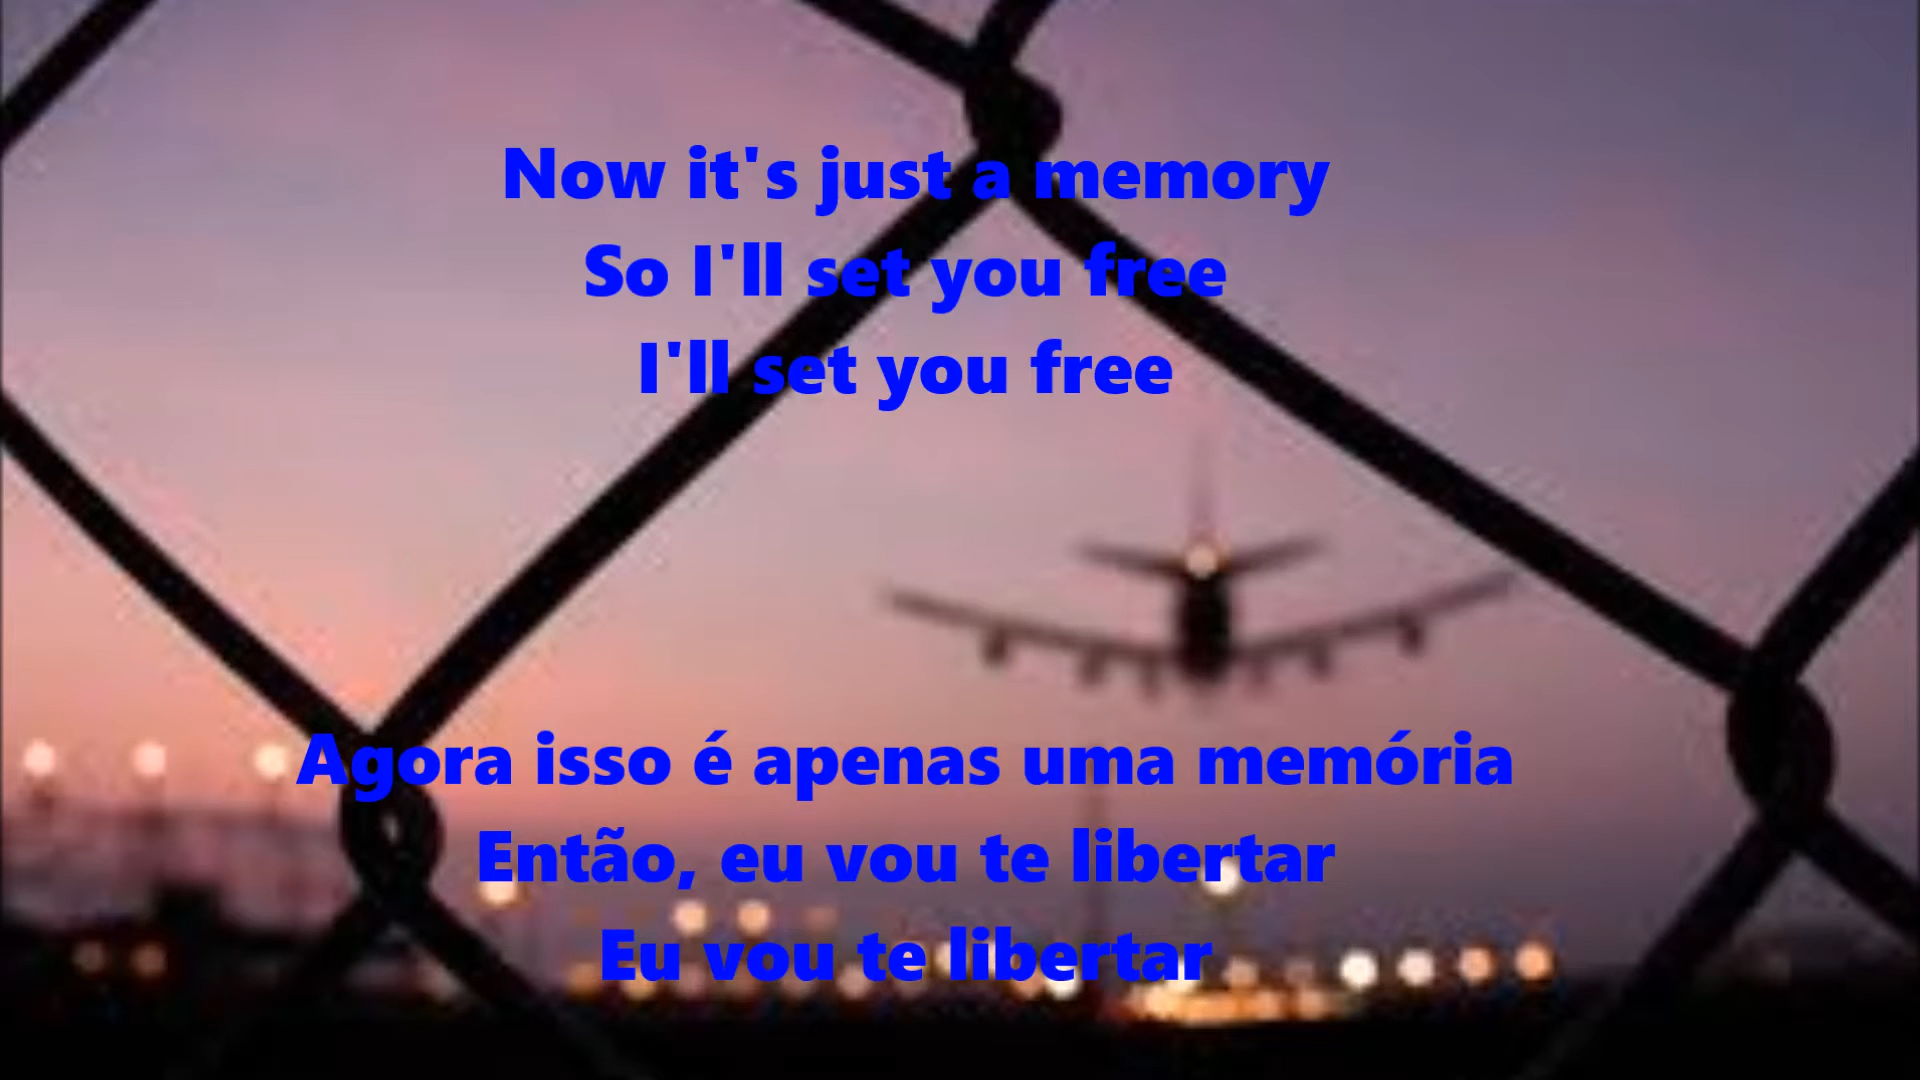 Now it's just a memory
So I'll set you free
I'll set you free
Agora isso é apenas uma memória
Então, eu vou te libertar
Eu vou te libertar